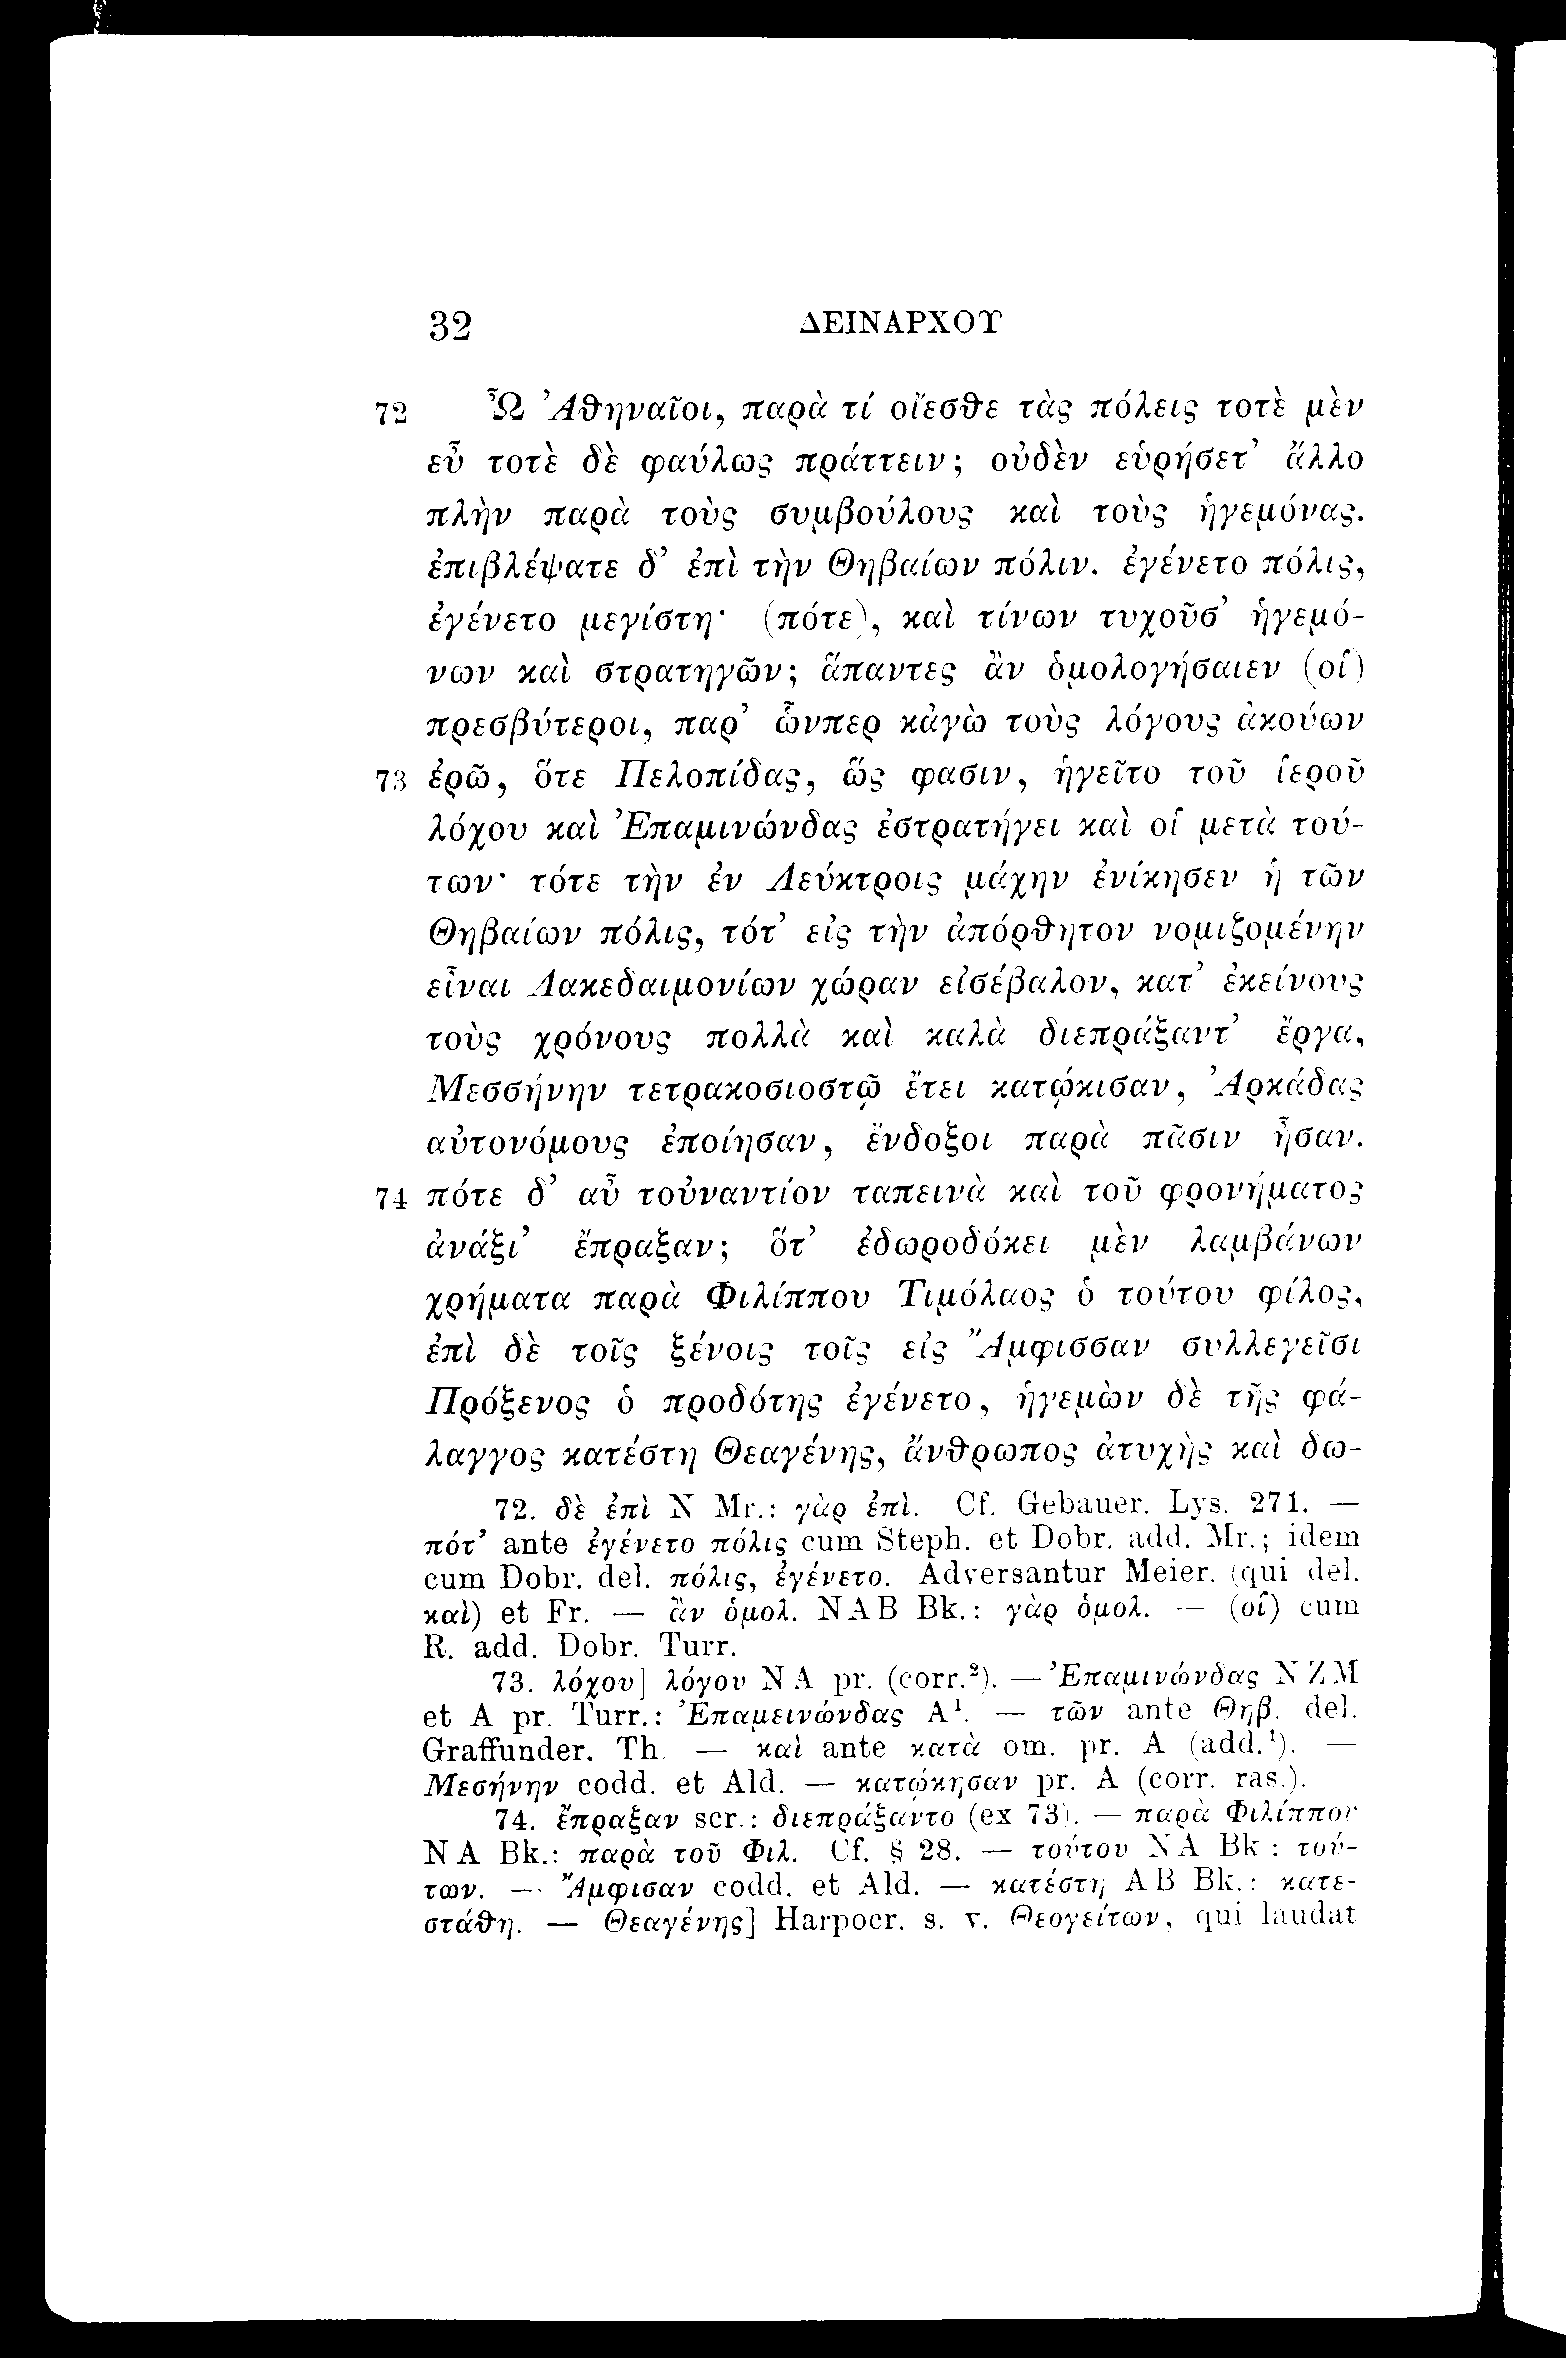 32 ΔΕΙΝΑΡΧΟΥ
72 Ὦ Ἀθηναῖοι, παρὰ τί οἴεσθε τὰς πόλεις τοτὲ μὲν
εὖ τοτὲ δὲ φαύλως πράττειν; οὐδὲν εὑρήσετ’ ἄλλο
πλὴν παρὰ τοὺς συμβούλους καὶ τοὺς ἡγεμόνας.
ἐπιβλέψατε δ’ ἐπὶ τὴν Θηβαίων πόλιν. ἐγένετο πόλις,
ἐγένετο μεγίστη· (πότε), καὶ τίνων τυχοῦσ’ ἡγεμό-
νων καὶ στρατηγῶν; ἅπαντες ἂν ὁμολογήσαιεν (οἱ)
πρεσβύτεροι, παρ’ ὧνπερ κἀγὼ τοὺς λόγους ἀκούων
73 ἐρῶ, ὅτε Πελοπίδας, ὥς φασιν, ἡγεῖτο τοῦ ἱεροῦ
λόχου καὶ Ἐπαμινώνδας ἐστρατήγει καὶ οἱ μετὰ τού-
των· τότε τὴν ἐν Λεύκτροις μάχην ἐνίκησεν ἡ τῶν
Θηβαίων πόλις, τότ’ εἰς τὴν ἀπόρθητον νομιζομένην
εἶναι Λακεδαιμονίων χώραν εἰσέβαλον, κατ’ ἐκείνους
τοὺς χρόνους πολλὰ καὶ καλὰ διεπράξαντ’ ἔργα,
Μεσσήνην τετρακοσιοστῷ ἔτει κατῴκισαν, Ἀρκάδας
αὐτονόμους ἐποίησαν, ἔνδοξοι παρὰ πᾶσιν ἦσαν.
74 πότε δ’ αὖ τοὐναντίον ταπεινὰ καὶ τοῦ φρονήματος
ἀνάξι’ ἔπραξαν; ὅτ’ ἐδωροδόκει μὲν λαμβάνων
χρήματα παρὰ Φιλίππου Τιμόλαος ὁ τούτου φίλος,
ἐπὶ δὲ τοῖς ξένοις τοῖς εἰς Ἄμφισσαν συλλεγεῖσι
Πρόξενος ὁ προδότης ἐγένετο, ἡγεμὼν δὲ τῆς φά-
λαγγος κατέστη Θεαγένης, ἄνθρωπος ἀτυχὴς καὶ δω-
72. δὲ ἐπὶ N Mr.: γὰρ ἐπὶ. Cf. Gebauer. Lys. 271. —
πότ’ ante ἐγένετο πόλις cum Steph. et Dobr. add. Mr.; idem
cum Dobr. del. πόλις, ἐγένετο. Adversantur Meier. (qui del.
καὶ) et Fr. — ἂν ὁμολ. NAB Bk.: γὰρ ὁμολ. — (οἱ) cum
R. add. Dobr. Turr.
73. λόχου] λόγου NA pr. (corr.²). — Ἐπαμινώνδας NZM
et A pr. Turr.: Ἐπαμεινώνδας A¹. — τῶν ante Θηβ. del.
Graffunder. Th. — καὶ ante κατὰ om. pr. A (add.¹). —
Μεσήνην codd. et Ald. — κατῴκησαν pr. A (corr. ras.).
74. ἔπραξαν scr.: διεπράξαντο (ex 73). — παρὰ Φιλίππου
NA Bk.: παρὰ τοῦ Φιλ. Cf. § 28. — τούτου NA Bk: τού-
των. — Ἄμφισαν codd. et Ald. — κατέστη AB Bk.: κατε-
στάθη. — Θεαγένης] Harpocr. s. v. Θεογείτων, qui laudat